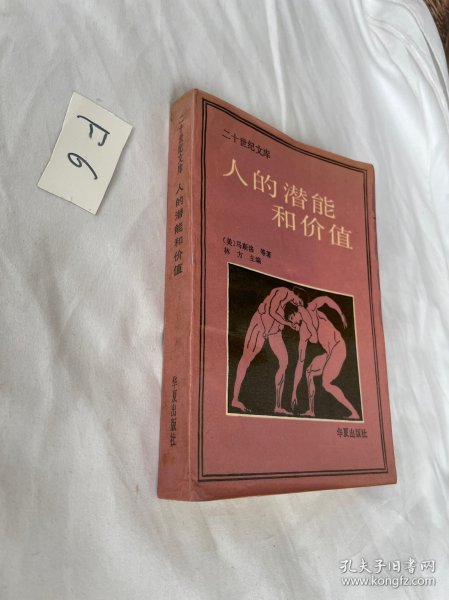 二十世纪文库
人的潜能
和价值
(美)马斯洛 等著
林方 主编
华夏出版社
二十世纪文库 人的潜能和价值
华夏出版社
孔夫子旧书网
www.kongfz.com